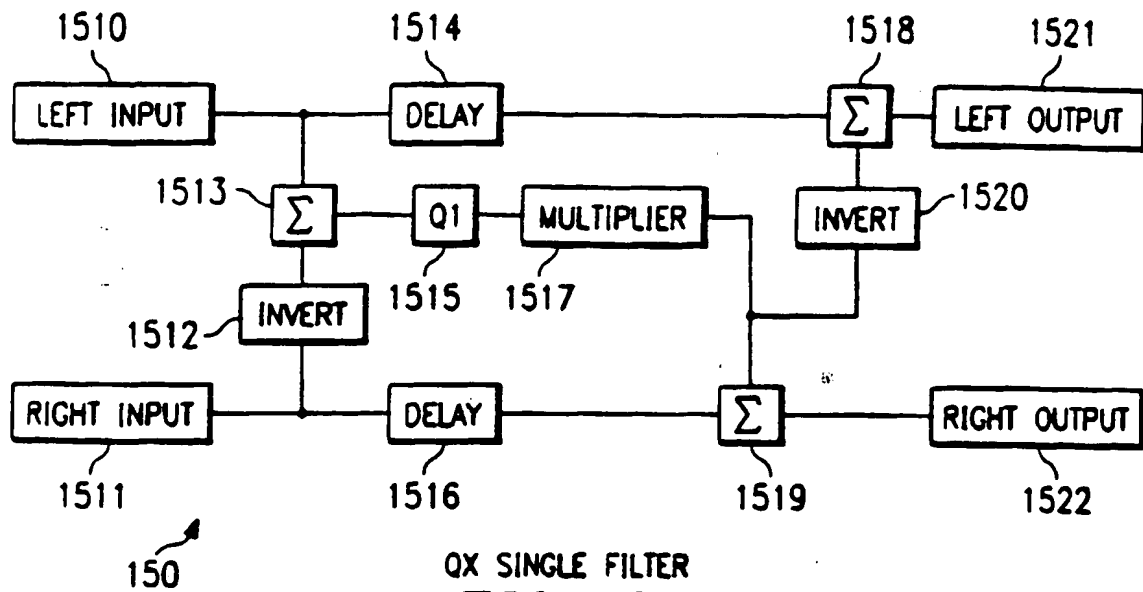 1510
1514
1518
1521
LEFT INPUT
DELAY
Σ
LEFT OUTPUT
1513
Σ
Q1
MULTIPLIER
INVERT
1520
1515
1517
1512
INVERT
RIGHT INPUT
DELAY
Σ
RIGHT OUTPUT
1511
1516
1519
1522
150
QX SINGLE FILTER